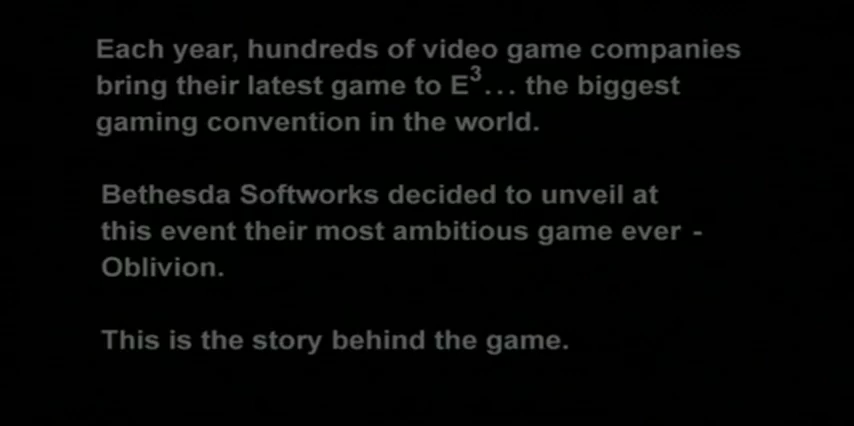 Each year, hundreds of video game companies
bring their latest game to E³... the biggest
gaming convention in the world.
Bethesda Softworks decided to unveil at
this event their most ambitious game ever -
Oblivion.
This is the story behind the game.